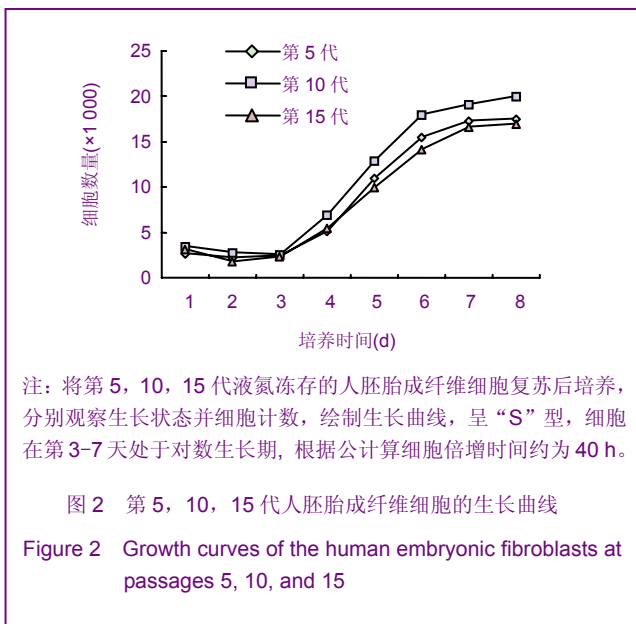 25
20
15
10
5
0
细胞数量(×1 000)
第 5 代
第 10 代
第 15 代
1 2 3 4 5 6 7 8
培养时间(d)
注：将第 5，10，15 代液氮冻存的人胚胎成纤维细胞复苏后培养，
分别观察生长状态并细胞计数，绘制生长曲线，呈“S”型，细胞
在第 3-7 天处于对数生长期, 根据公计算细胞倍增时间约为 40 h。
图 2 第 5，10，15 代人胚胎成纤维细胞的生长曲线
Figure 2 Growth curves of the human embryonic fibroblasts at
passages 5, 10, and 15